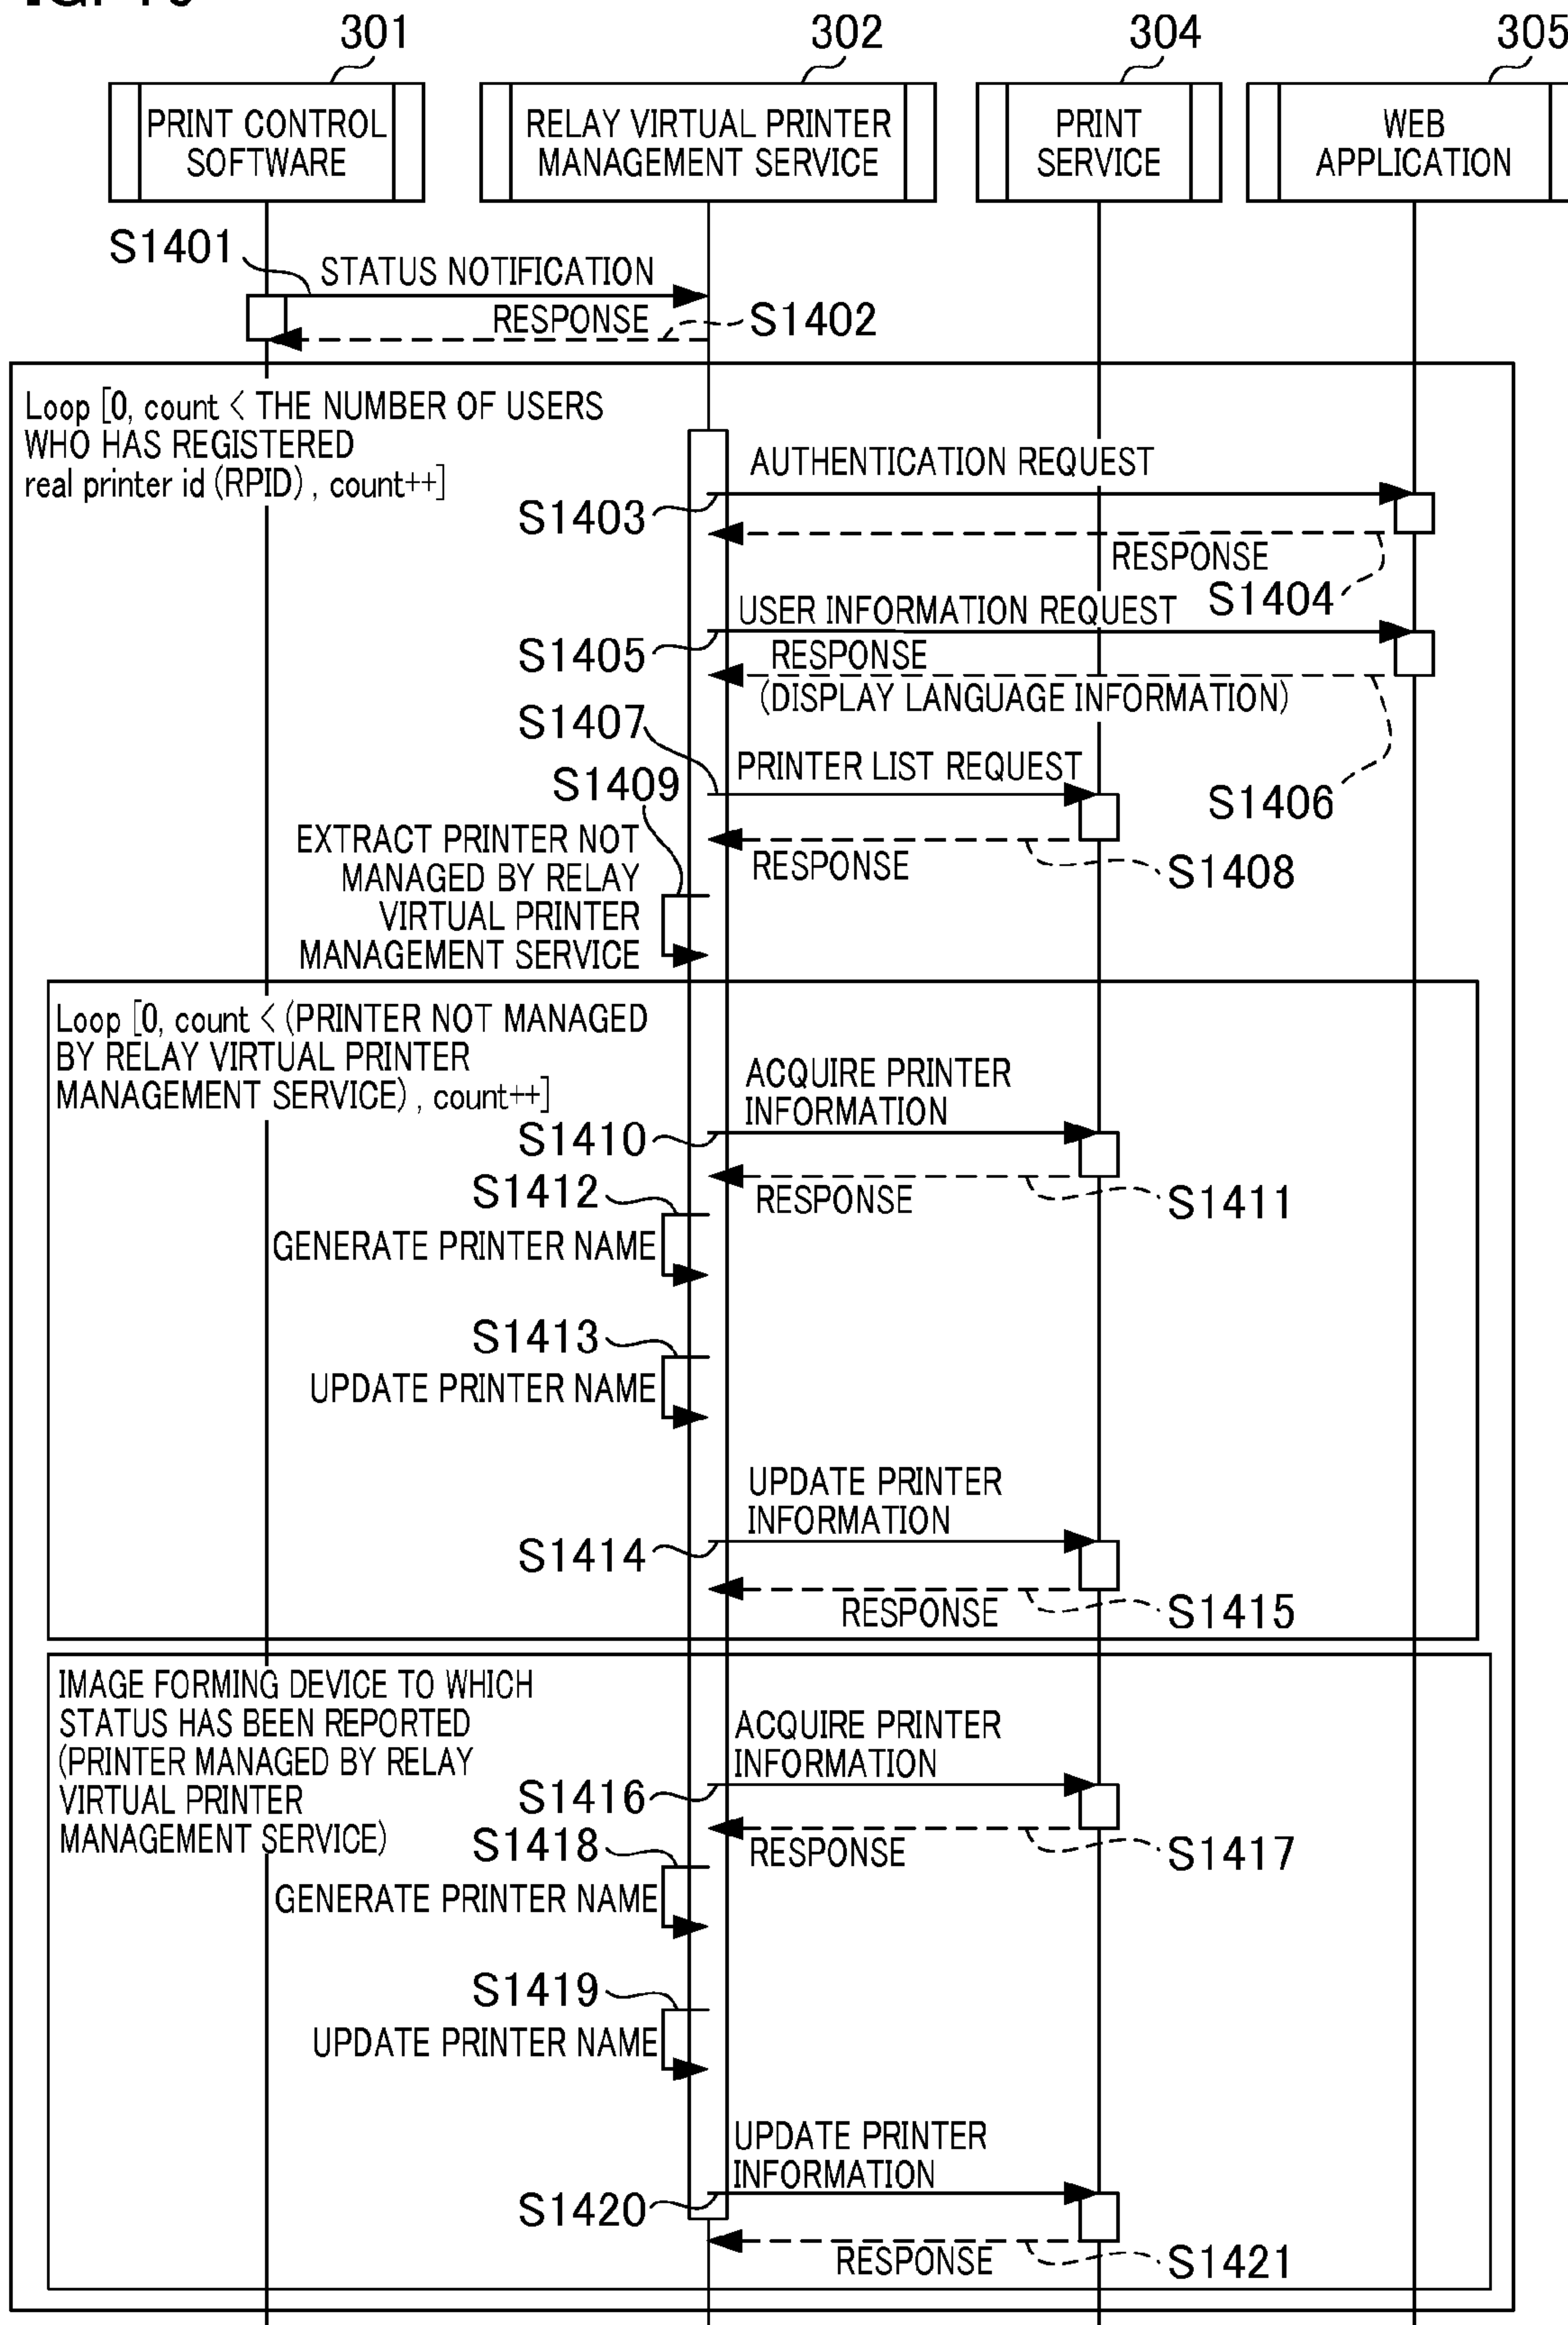 301
302
304
305
PRINT CONTROL
SOFTWARE
RELAY VIRTUAL PRINTER
MANAGEMENT SERVICE
PRINT
SERVICE
WEB
APPLICATION
S1401
STATUS NOTIFICATION
RESPONSE
S1402
Loop [0, count < THE NUMBER OF USERS
WHO HAS REGISTERED
real printer id (RPID), count++]
AUTHENTICATION REQUEST
S1403
RESPONSE
S1404
USER INFORMATION REQUEST
S1405
RESPONSE
(DISPLAY LANGUAGE INFORMATION)
S1406
S1407
PRINTER LIST REQUEST
S1409
EXTRACT PRINTER NOT
MANAGED BY RELAY
VIRTUAL PRINTER
MANAGEMENT SERVICE
RESPONSE
S1408
Loop [0, count < (PRINTER NOT MANAGED
BY RELAY VIRTUAL PRINTER
MANAGEMENT SERVICE), count++]
ACQUIRE PRINTER
INFORMATION
S1410
RESPONSE
S1411
S1412
GENERATE PRINTER NAME
S1413
UPDATE PRINTER NAME
UPDATE PRINTER
INFORMATION
S1414
RESPONSE
S1415
IMAGE FORMING DEVICE TO WHICH
STATUS HAS BEEN REPORTED
(PRINTER MANAGED BY RELAY
VIRTUAL PRINTER
MANAGEMENT SERVICE)
ACQUIRE PRINTER
INFORMATION
S1416
RESPONSE
S1417
S1418
GENERATE PRINTER NAME
S1419
UPDATE PRINTER NAME
UPDATE PRINTER
INFORMATION
S1420
RESPONSE
S1421